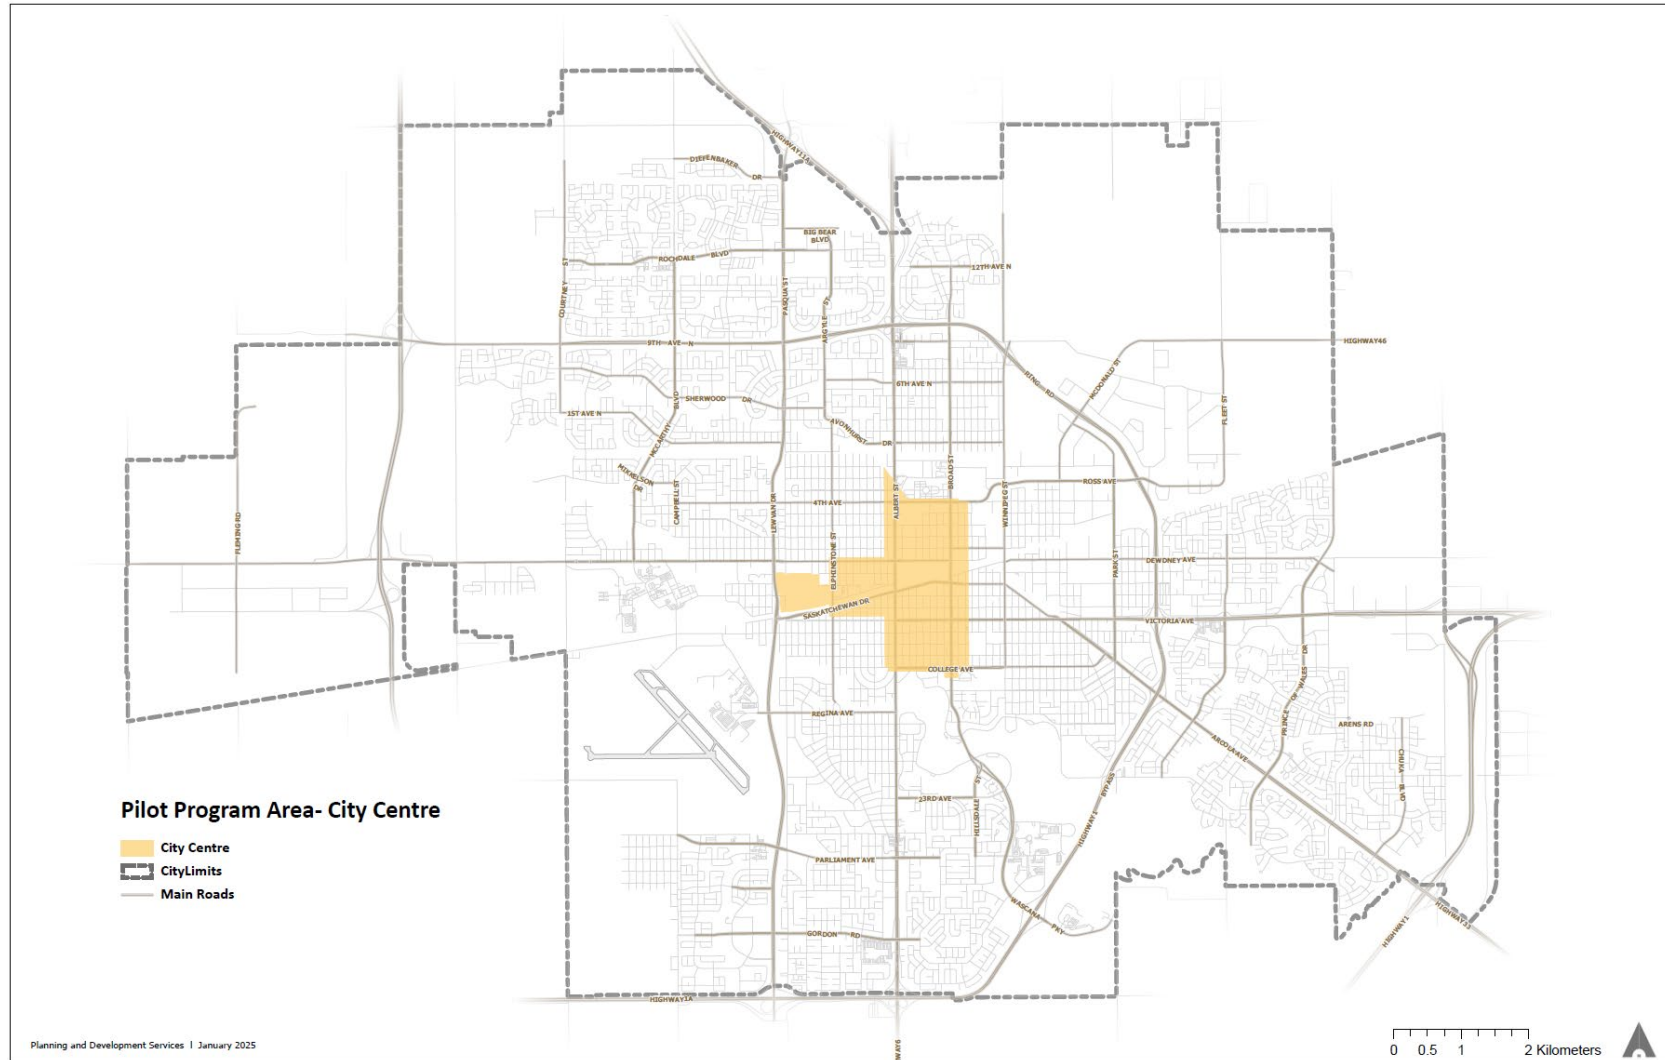 HIGHWAY11A
DIEFENBAKER
DR
BIG BEAR
BLVD
ROCHDALE BLVD
12TH AVE N
COURTNEY ST
PASQUA ST
ARGYLE ST
9TH AVE N
HIGHWAY46
RING RD
MCDONALD ST
6TH AVE N
FLEET ST
SHERWOOD DR
BLVD
MCCARTHY
1ST AVE N
AVONHURST DR
MIKKELSON
DR
CAMPBELL ST
LEWVAN DR
4TH AVE
ALBERT ST
BROAD ST
WINNIPEG ST
ROSS AVE
FLEMING RD
ELPHINSTONE ST
PARK ST
DEWDNEY AVE
SASKATCHEWAN DR
VICTORIA AVE
COLLEGE AVE
REGINA AVE
PRINCE OF WALES DR
ARENS RD
ARCOLA AVE
CHUKA BLVD
23RD AVE
HILLSDALE ST
HIGHWAY1 BYPASS
PARLIAMENT AVE
WASCANA PKY
GORDON RD
HIGHWAY1
HIGHWAY33
HIGHWAY1A
WAY6
Pilot Program Area- City Centre
City Centre
CityLimits
Main Roads
Planning and Development Services I January 2025
0 0.5 1 2 Kilometers